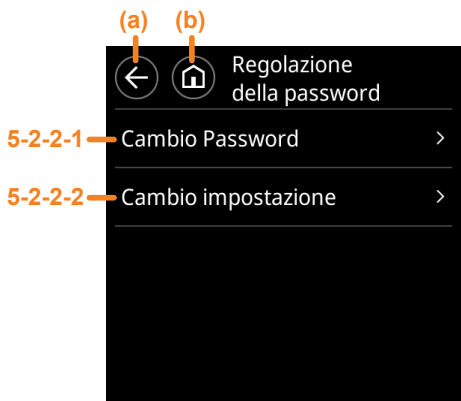 (a) (b)
Regolazione
della password
5-2-2-1 Cambio Password
5-2-2-2 Cambio impostazione